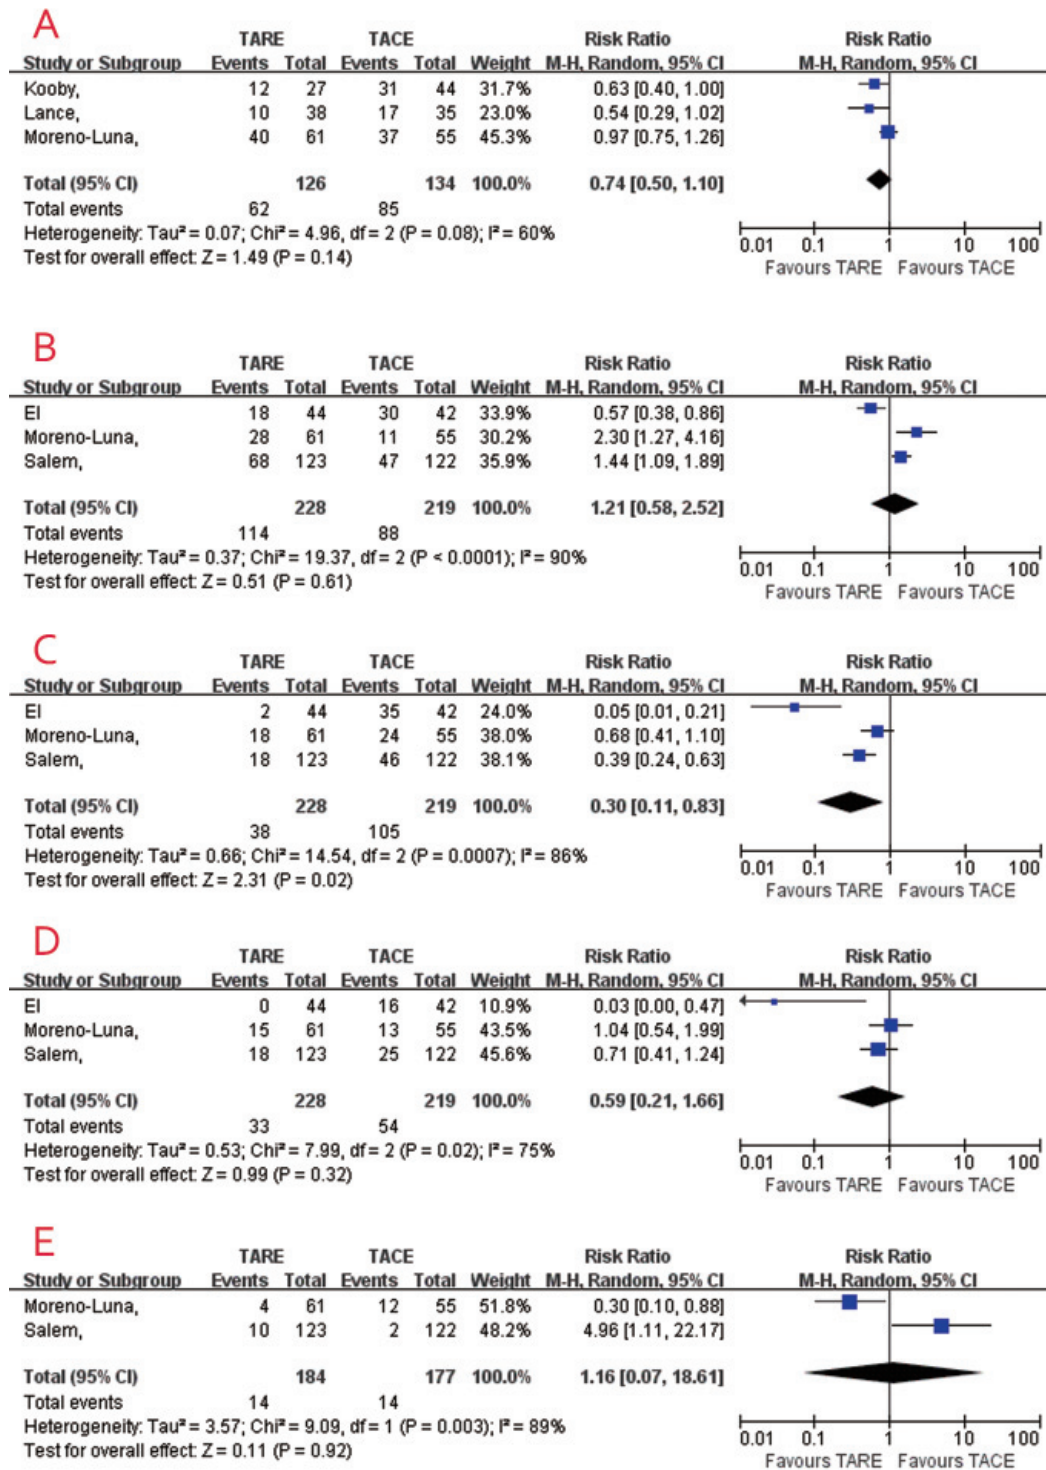 A
TARE TACE Risk Ratio Risk Ratio
Study or Subgroup Events Total Events Total Weight M-H, Random, 95% CI M-H, Random, 95% CI
Kooby, 12 27 31 44 31.7% 0.63 [0.40, 1.00]
Lance, 10 38 17 35 23.0% 0.54 [0.29, 1.02]
Moreno-Luna, 40 61 37 55 45.3% 0.97 [0.75, 1.26]
Total (95% CI) 126 134 100.0% 0.74 [0.50, 1.10]
Total events 62 85
Heterogeneity: Tau² = 0.07; Chi² = 4.96, df = 2 (P = 0.08); I² = 60%
Test for overall effect: Z = 1.49 (P = 0.14)
0.01 0.1 1 10 100
Favours TARE Favours TACE
B
TARE TACE Risk Ratio Risk Ratio
Study or Subgroup Events Total Events Total Weight M-H, Random, 95% CI M-H, Random, 95% CI
El 18 44 30 42 33.9% 0.57 [0.38, 0.86]
Moreno-Luna, 28 61 11 55 30.2% 2.30 [1.27, 4.16]
Salem, 68 123 47 122 35.9% 1.44 [1.09, 1.89]
Total (95% CI) 228 219 100.0% 1.21 [0.58, 2.52]
Total events 114 88
Heterogeneity: Tau² = 0.37; Chi² = 19.37, df = 2 (P < 0.0001); I² = 90%
Test for overall effect: Z = 0.51 (P = 0.61)
0.01 0.1 1 10 100
Favours TARE Favours TACE
C
TARE TACE Risk Ratio Risk Ratio
Study or Subgroup Events Total Events Total Weight M-H, Random, 95% CI M-H, Random, 95% CI
El 2 44 35 42 24.0% 0.05 [0.01, 0.21]
Moreno-Luna, 18 61 24 55 38.0% 0.68 [0.41, 1.10]
Salem, 18 123 46 122 38.1% 0.39 [0.24, 0.63]
Total (95% CI) 228 219 100.0% 0.30 [0.11, 0.83]
Total events 38 105
Heterogeneity: Tau² = 0.66; Chi² = 14.54, df = 2 (P = 0.0007); I² = 86%
Test for overall effect: Z = 2.31 (P = 0.02)
0.01 0.1 1 10 100
Favours TARE Favours TACE
D
TARE TACE Risk Ratio Risk Ratio
Study or Subgroup Events Total Events Total Weight M-H, Random, 95% CI M-H, Random, 95% CI
El 0 44 16 42 10.9% 0.03 [0.00, 0.47]
Moreno-Luna, 15 61 13 55 43.5% 1.04 [0.54, 1.99]
Salem, 18 123 25 122 45.6% 0.71 [0.41, 1.24]
Total (95% CI) 228 219 100.0% 0.59 [0.21, 1.66]
Total events 33 54
Heterogeneity: Tau² = 0.53; Chi² = 7.99, df = 2 (P = 0.02); I² = 75%
Test for overall effect: Z = 0.99 (P = 0.32)
0.01 0.1 1 10 100
Favours TARE Favours TACE
E
TARE TACE Risk Ratio Risk Ratio
Study or Subgroup Events Total Events Total Weight M-H, Random, 95% CI M-H, Random, 95% CI
Moreno-Luna, 4 61 12 55 51.8% 0.30 [0.10, 0.88]
Salem, 10 123 2 122 48.2% 4.96 [1.11, 22.17]
Total (95% CI) 184 177 100.0% 1.16 [0.07, 18.61]
Total events 14 14
Heterogeneity: Tau² = 3.57; Chi² = 9.09, df = 1 (P = 0.003); I² = 89%
Test for overall effect: Z = 0.11 (P = 0.92)
0.01 0.1 1 10 100
Favours TARE Favours TACE